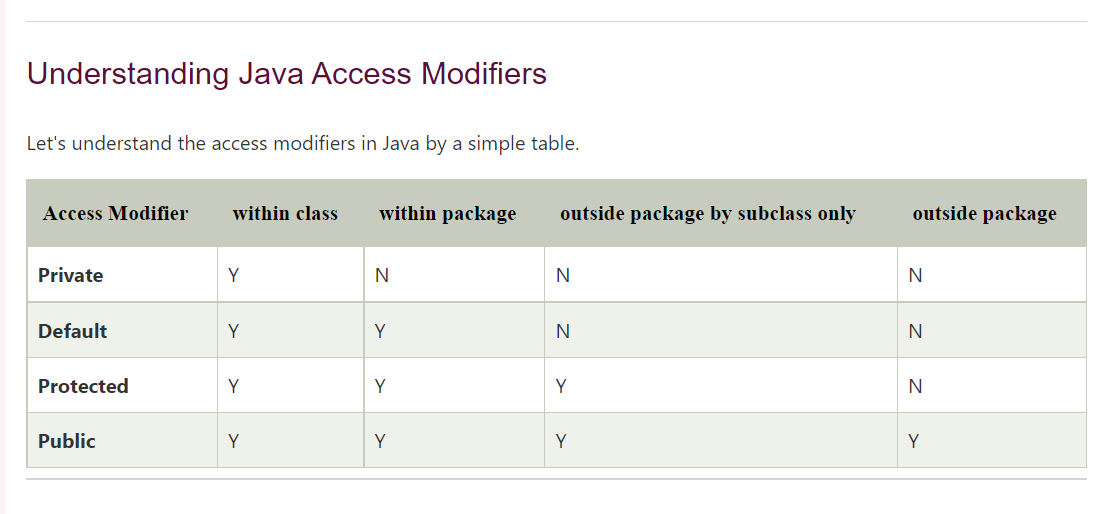 Understanding Java Access Modifiers
Let's understand the access modifiers in Java by a simple table.
Access Modifier within class within package outside package by subclass only outside package
Private Y N N N
Default Y Y N N
Protected Y Y Y N
Public Y Y Y Y